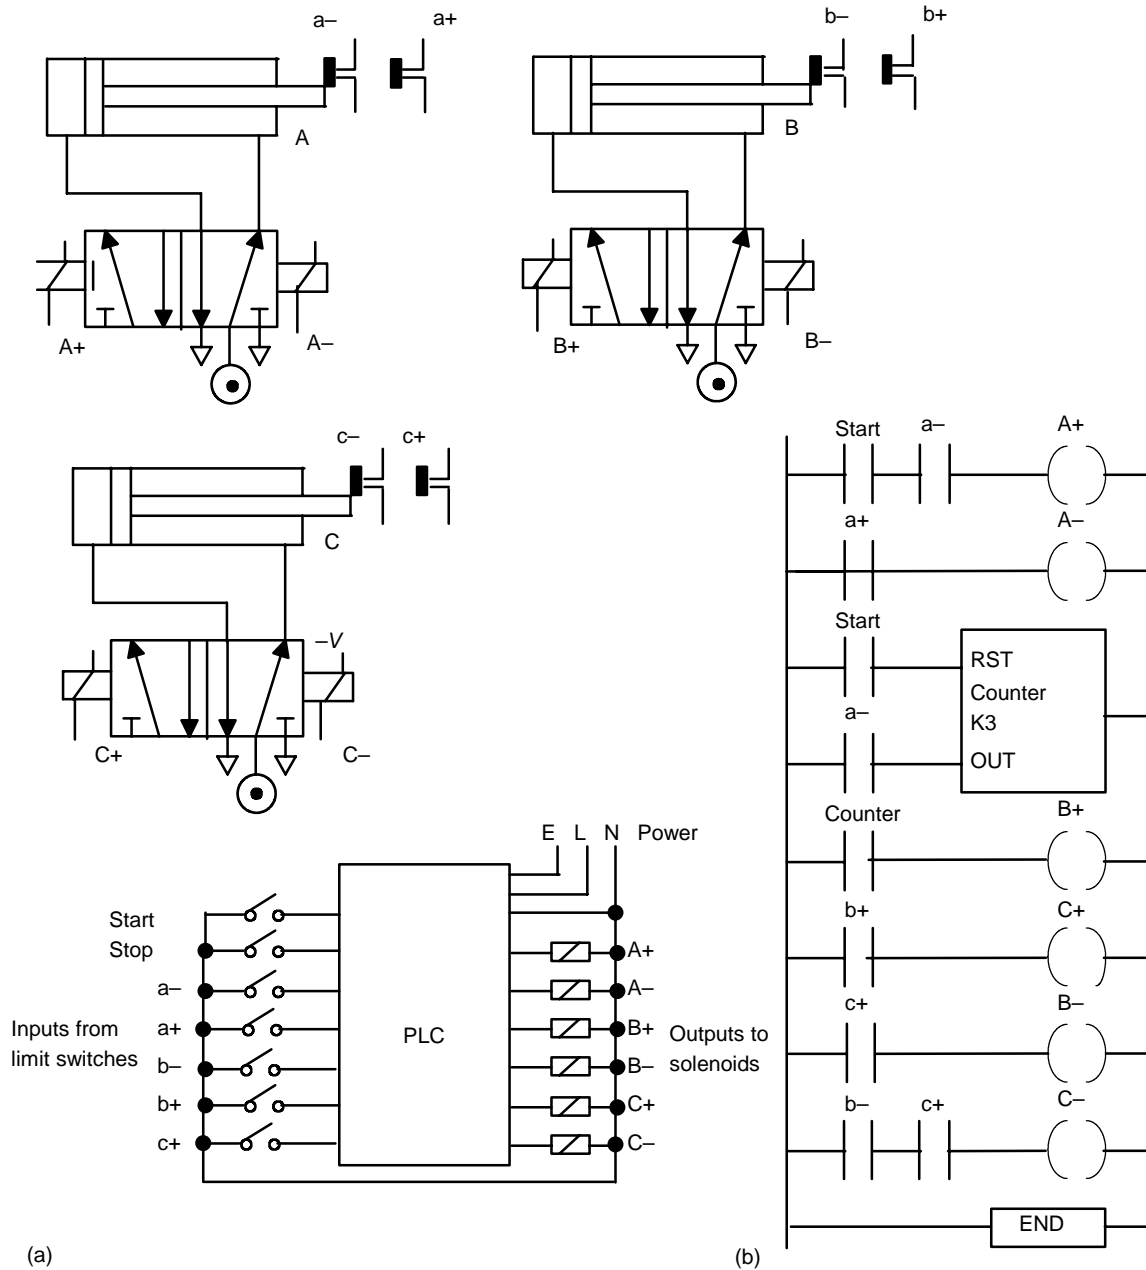 a– a+
b– b+
A
B
A+ A–
B+ B–
c– c+
C
–V
C+ C–
E L N Power
Start
Stop
a–
a+
b–
b+
c+
Inputs from
limit switches
PLC
A+
A–
B+
B–
C+
C–
Outputs to
solenoids
(a)
Start a– A+
a+ A–
Start
RST
Counter
K3
a–
OUT
Counter B+
b+ C+
c+ B–
b– c+ C–
END
(b)